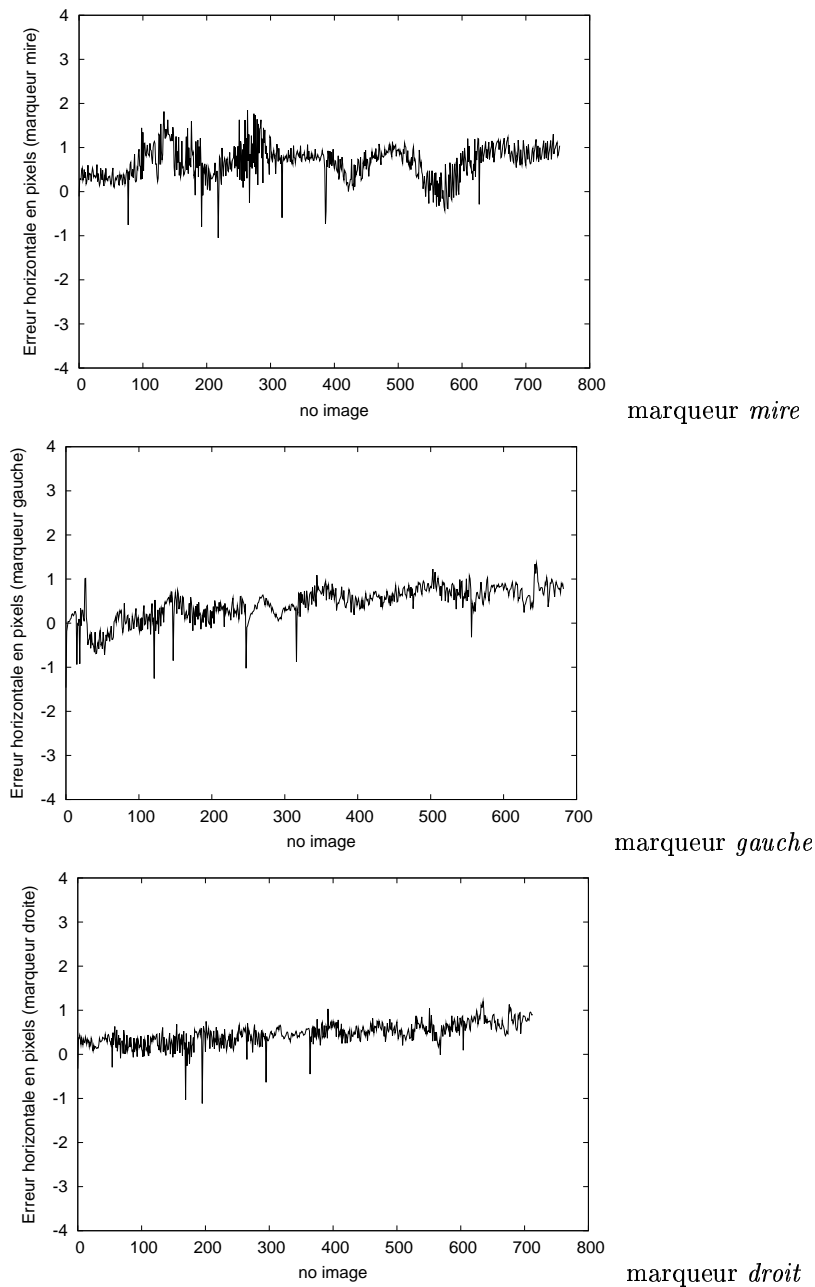 4
3
2
1
0
-1
-2
-3
-4
Erreur horizontale en pixels (marqueur mire)
0 100 200 300 400 500 600 700 800
no image
marqueur mire
4
3
2
1
0
-1
-2
-3
-4
Erreur horizontale en pixels (marqueur gauche)
0 100 200 300 400 500 600 700
no image
marqueur gauche
4
3
2
1
0
-1
-2
-3
-4
Erreur horizontale en pixels (marqueur droite)
0 100 200 300 400 500 600 700 800
no image
marqueur droit